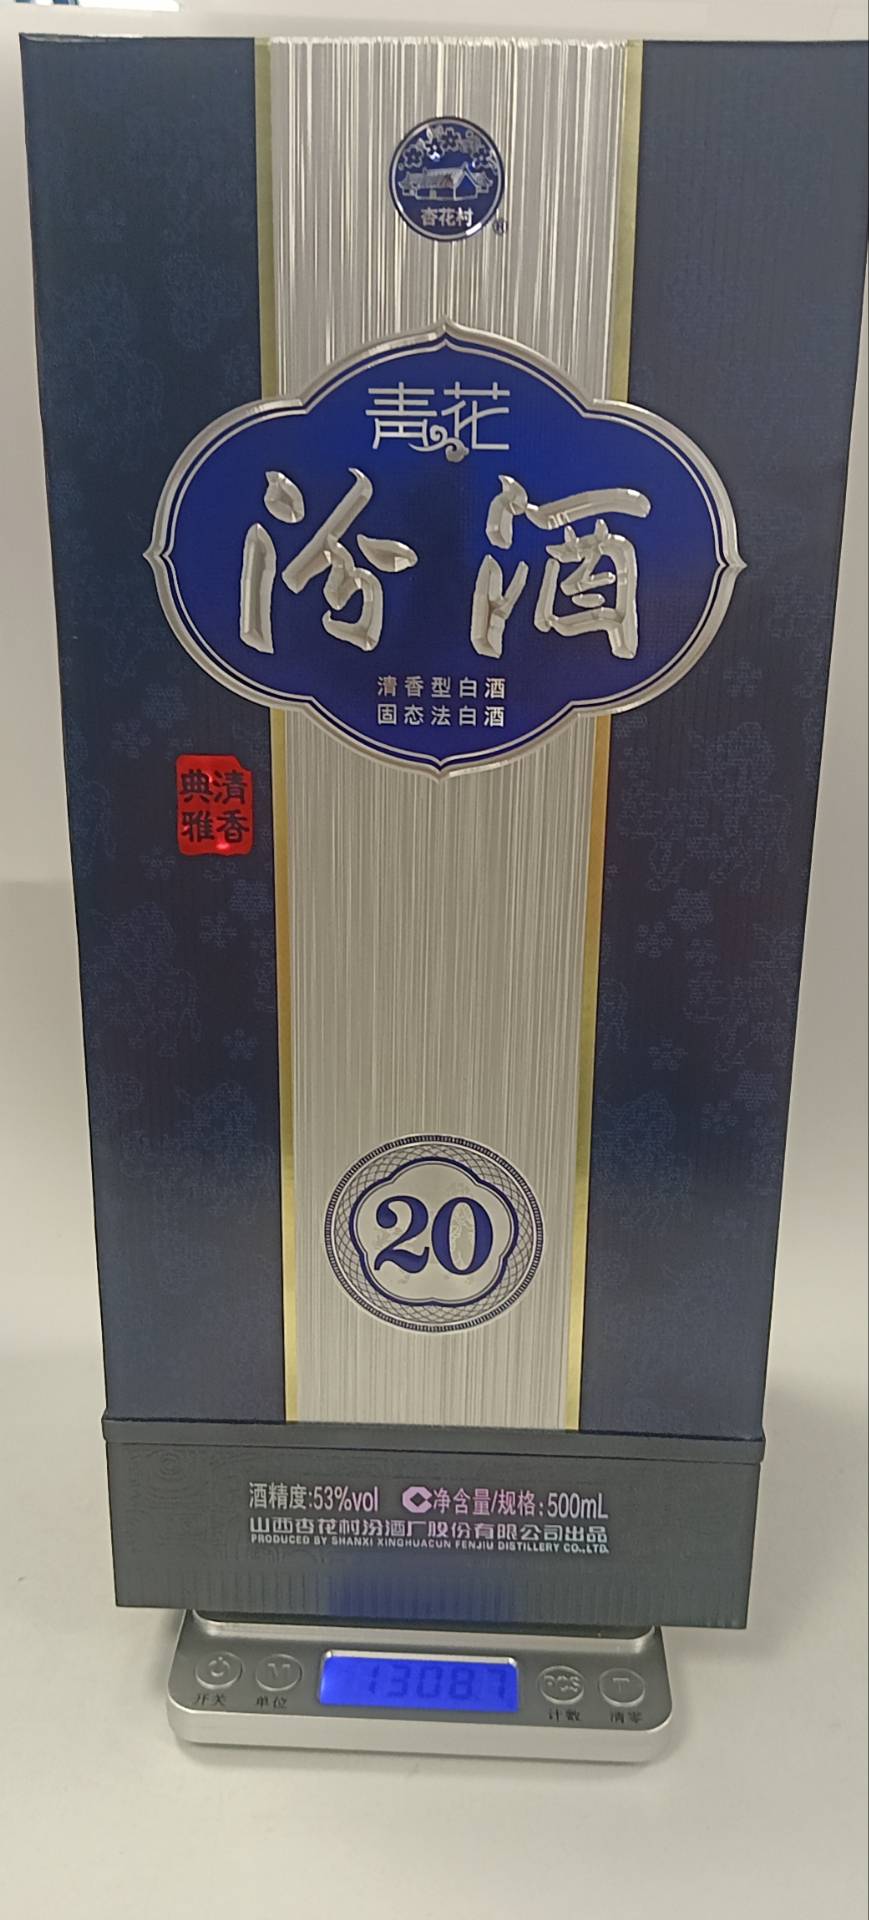 杏花村
®
青花
汾酒
清香型白酒
固态法白酒
清香
典雅
20
酒精度:53%vol 净含量/规格:500mL
山西杏花村汾酒厂股份有限公司出品
PRODUCED BY SHANXI XINGHUACUN FENJIU DISTILLERY CO.,LTD.
13087
PCS
T
开关
单位
计数
清零